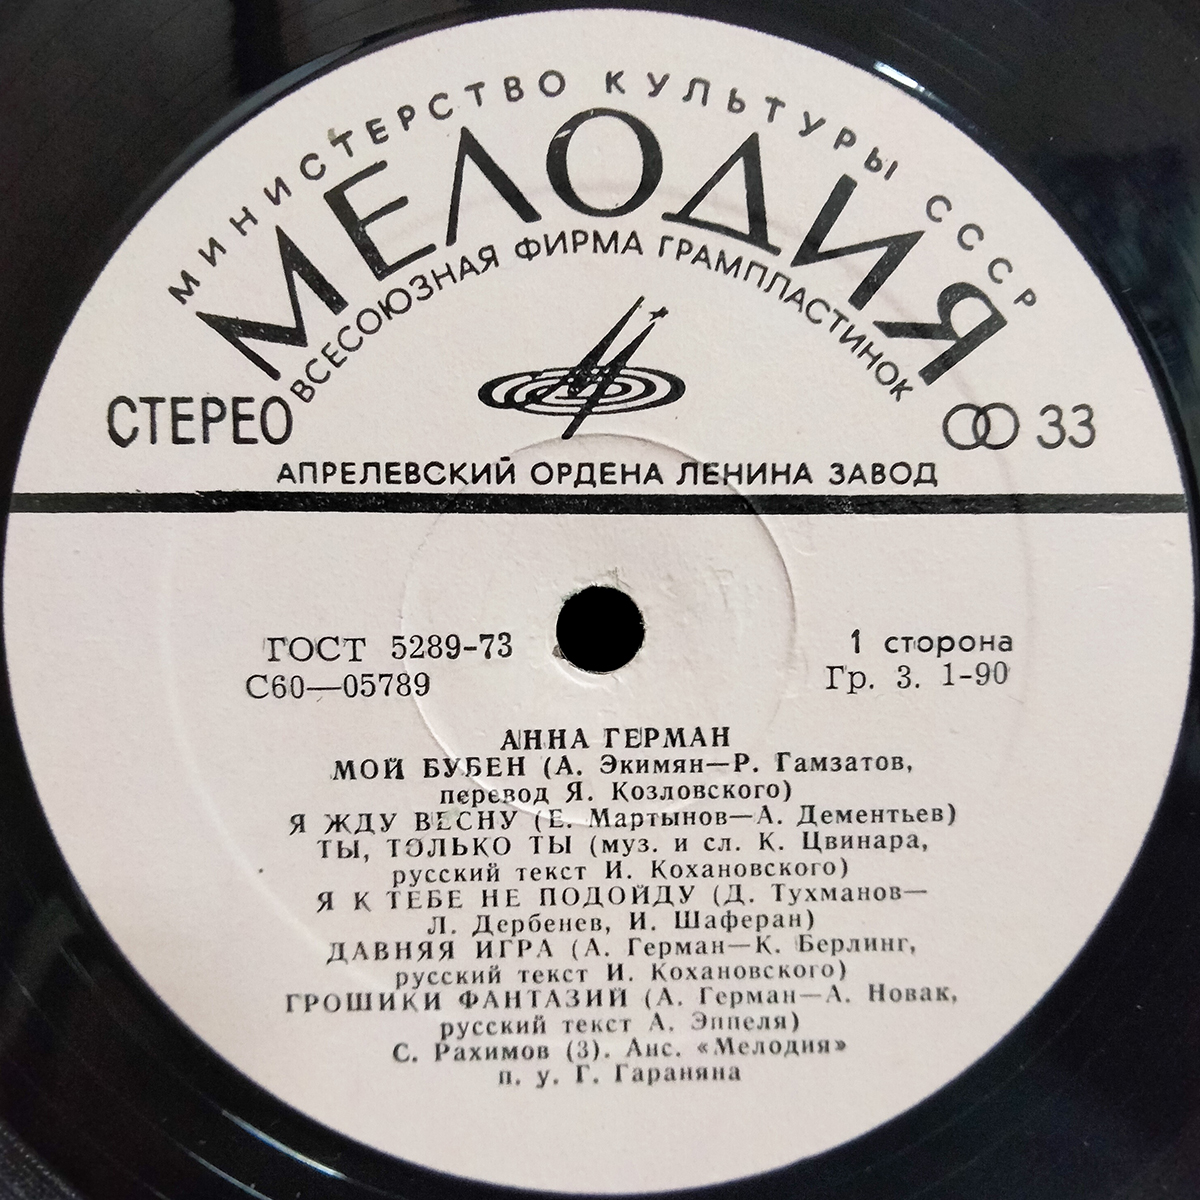 МИНИСТЕРСТВО КУЛЬТУРЫ СССР
МЕЛОДИЯ
ВСЕСОЮЗНАЯ ФИРМА ГРАМПЛАСТИНОК
СТЕРЕО
33
АПРЕЛЕВСКИЙ ОРДЕНА ЛЕНИНА ЗАВОД
ГОСТ 5289-73
1 сторона
С60—05789
Гр. 3. 1-90
АННА ГЕРМАН
МОЙ БУБЕН (А. Экимян—Р. Гамзатов,
перевод Я. Козловского)
Я ЖДУ ВЕСНУ (Е. Мартынов—А. Дементьев)
ТЫ, ТОЛЬКО ТЫ (муз. и сл. К. Цвинара,
русский текст И. Кохановского)
Я К ТЕБЕ НЕ ПОДОЙДУ (Д. Тухманов—
Л. Дербенев, И. Шаферан)
ДАВНЯЯ ИГРА (А. Герман—К. Берлинг,
русский текст И. Кохановского)
ГРОШИКИ ФАНТАЗИЙ (А. Герман—А. Новак,
русский текст А. Эппеля)
С. Рахимов (3). Анс. «Мелодия»
п. у. Г. Гараняна